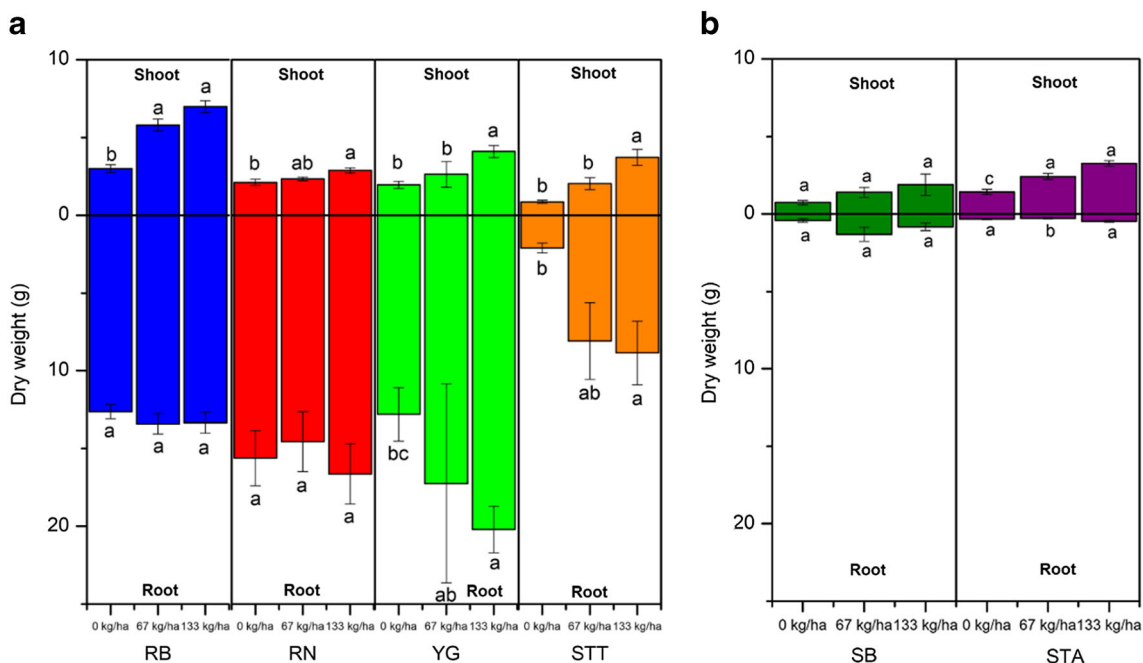 a
b
10
Shoot Shoot Shoot Shoot
b a a b ab a b b a b b a
0
Dry weight (g)
10
20
a a a a a a bc ab a b ab a
Root Root Root Root
0 kg/ha 67 kg/ha 133 kg/ha 0 kg/ha 67 kg/ha 133 kg/ha 0 kg/ha 67 kg/ha 133 kg/ha 0 kg/ha 67 kg/ha 133 kg/ha
RB RN YG STT
10
Shoot Shoot
a a a c a a
0
a a a a b a
Dry weight (g)
10
20
Root Root
0 kg/ha 67 kg/ha 133 kg/ha 0 kg/ha 67 kg/ha 133 kg/ha
SB STA